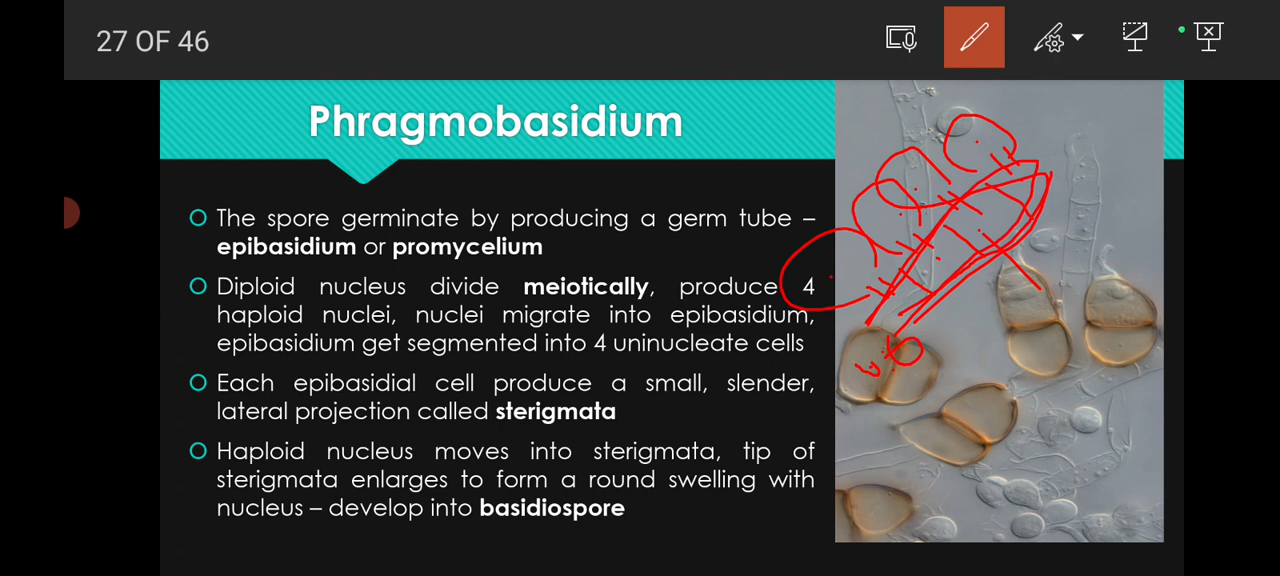 27 OF 46
Phragmobasidium
The spore germinate by producing a germ tube –
epibasidium or promycelium
Diploid nucleus divide meiotically, produce 4
haploid nuclei, nuclei migrate into epibasidium,
epibasidium get segmented into 4 uninucleate cells
Each epibasidial cell produce a small, slender,
lateral projection called sterigmata
Haploid nucleus moves into sterigmata, tip of
sterigmata enlarges to form a round swelling with
nucleus – develop into basidiospore